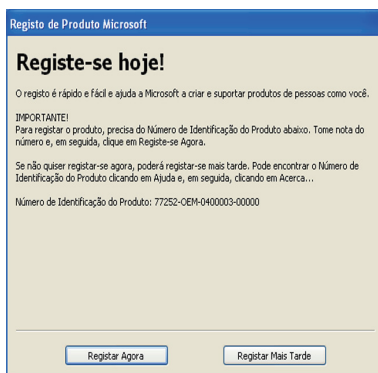 Registo de Produto Microsoft
Registe-se hoje!
O registo é rápido e fácil e ajuda a Microsoft a criar e suportar produtos de pessoas como você.
IMPORTANTE!
Para registar o produto, precisa do Número de Identificação do Produto abaixo. Tome nota do
número e, em seguida, clique em Registe-se Agora.
Se não quiser registar-se agora, poderá registar-se mais tarde. Pode encontrar o Número de
Identificação do Produto clicando em Ajuda e, em seguida, clicando em Acerca...
Número de Identificação do Produto: 77252-OEM-0400003-00000
Registar Agora
Registar Mais Tarde